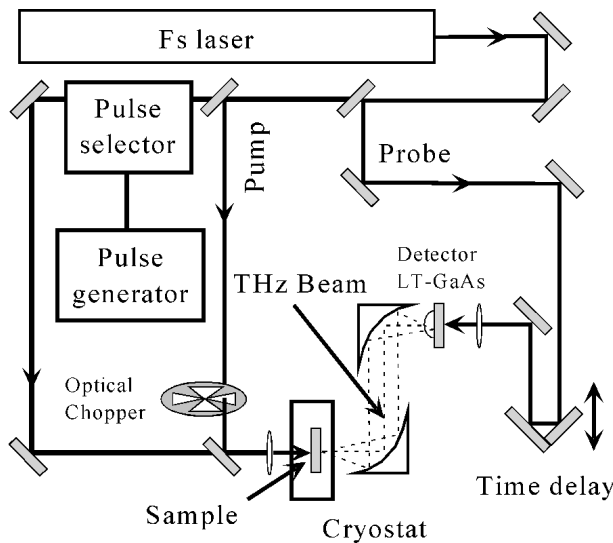 Fs laser
Pulse
selector
Pump
Probe
Pulse
generator
Detector
LT-GaAs
THz Beam
Optical
Chopper
Time delay
Sample
Cryostat